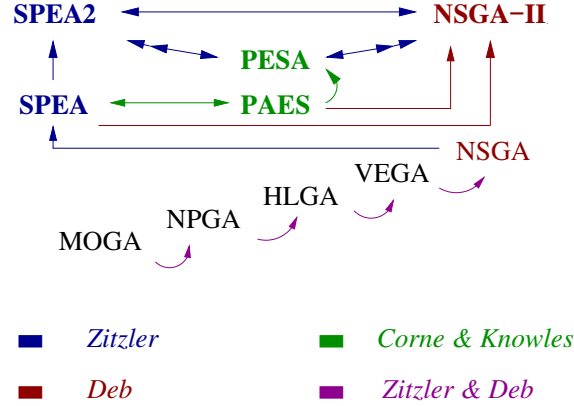 SPEA2
NSGA−II
PESA
SPEA
PAES
NSGA
VEGA
HLGA
NPGA
MOGA
Zitzler
Corne & Knowles
Deb
Zitzler & Deb